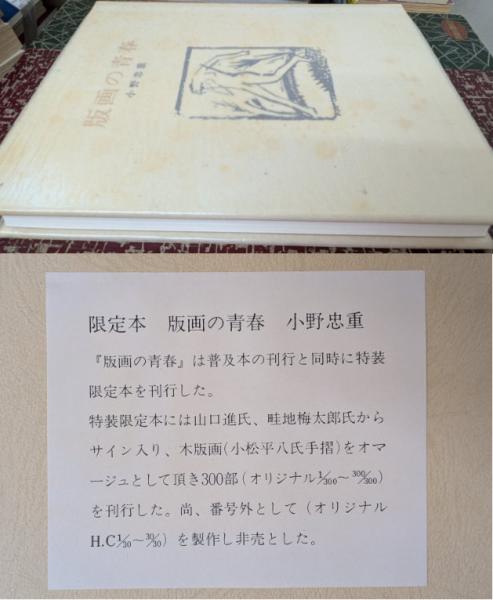 版画の青春
小野忠重
限定本　版画の青春　小野忠重
『版画の青春』は普及本の刊行と同時に特装
限定本を刊行した。
特装限定本には山口進氏、畦地梅太郎氏から
サイン入り、木版画(小松平八氏手摺)をオマ
ージュとして頂き300部(オリジナル1/300～300/300)
を刊行した。尚、番号外として(オリジナル
H.C1/30～30/30)を製作し非売とした。